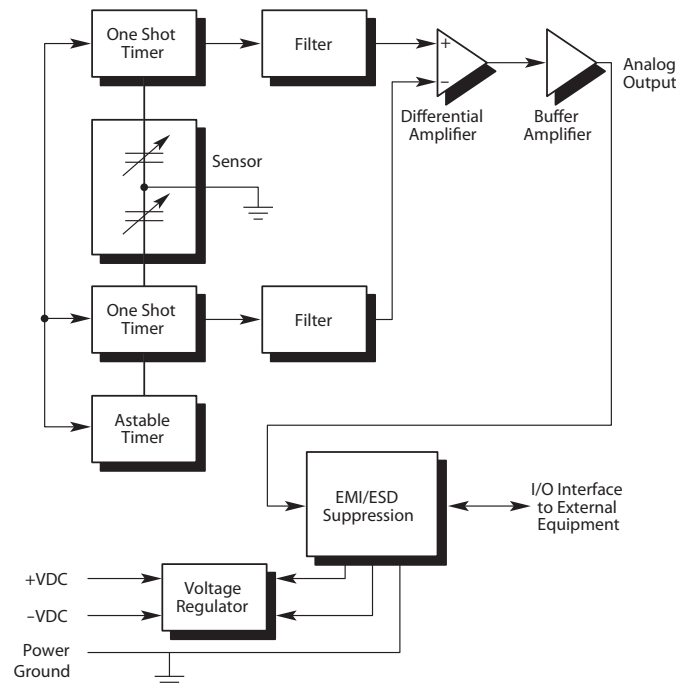 One Shot
Timer
Filter
+
−
Differential
Amplifier
Buffer
Amplifier
Analog
Output
Sensor
One Shot
Timer
Filter
Astable
Timer
EMI/ESD
Suppression
I/O Interface
to External
Equipment
+VDC
–VDC
Voltage
Regulator
Power
Ground